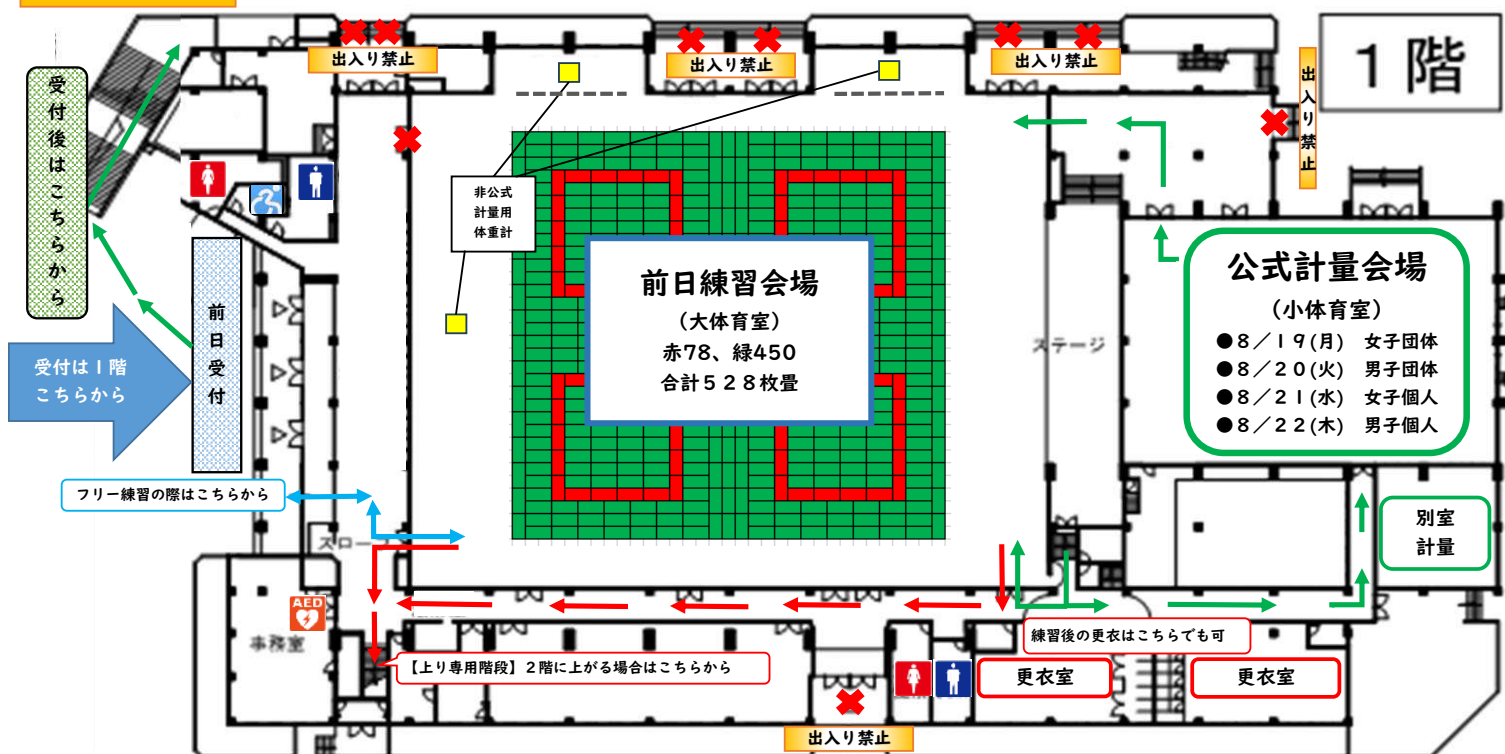 1階
出入り禁止
出入り禁止
出入り禁止
出入り禁止
受付後はこちらから
非公式
計量用
体重計
前日練習会場
(大体育室)
赤78、緑450
合計528枚畳
公式計量会場
(小体育室)
●8/19(月) 女子団体
●8/20(火) 男子団体
●8/21(水) 女子個人
●8/22(木) 男子個人
ステージ
前日受付
受付は1階
こちらから
フリー練習の際はこちらから
スロープ
別室
計量
AED
事務室
練習後の更衣はこちらでも可
【上り専用階段】2階に上がる場合はこちらから
更衣室
更衣室
出入り禁止